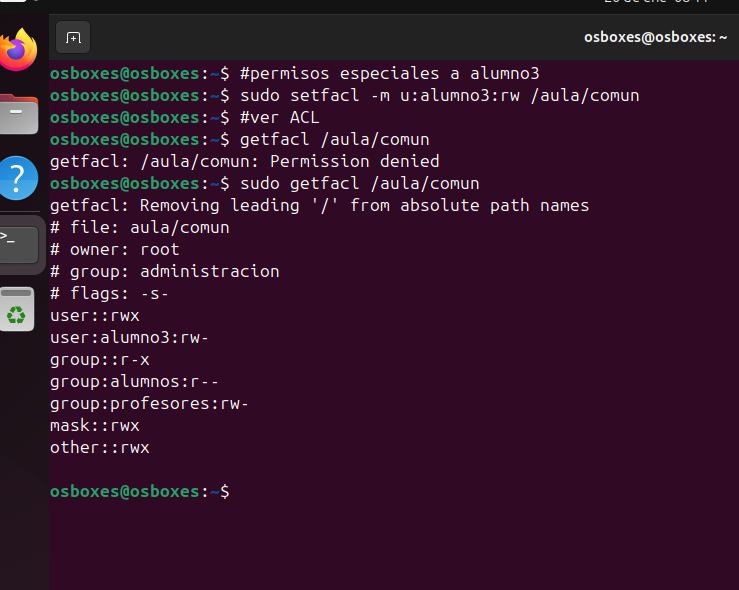 osboxes@osboxes: ~
osboxes@osboxes:~$ #permisos especiales a alumno3
osboxes@osboxes:~$ sudo setfacl -m u:alumno3:rw /aula/comun
osboxes@osboxes:~$ #ver ACL
osboxes@osboxes:~$ getfacl /aula/comun
getfacl: /aula/comun: Permission denied
osboxes@osboxes:~$ sudo getfacl /aula/comun
getfacl: Removing leading '/' from absolute path names
# file: aula/comun
# owner: root
# group: administracion
# flags: -s-
user::rwx
user:alumno3:rw-
group::r-x
group:alumnos:r--
group:profesores:rw-
mask::rwx
other::rwx
osboxes@osboxes:~$